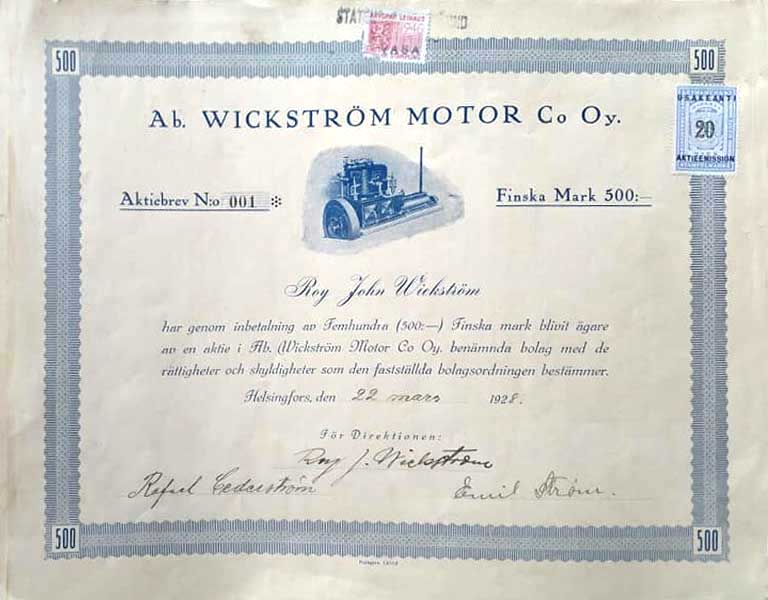 500
500
20
AKTIEEMISSION
VASA
Ab. WICKSTRÖM MOTOR Co Oy.
Aktiebrev N:o 001
Finska Mark 500:—
Roy John Wickström
har genom inbetalning av Femhundra (500:—) Finska mark blivit ägare
av en aktie i Ab. Wickström Motor Co Oy. benämnda bolag med de
rättigheter och skyldigheter som den fastställda bolagsordningen bestämmer.
Helsingfors, den 22 mars 1928.
För Direktionen:
Roy J. Wickström
Rafael Cederström
Emil Ström.
500
500